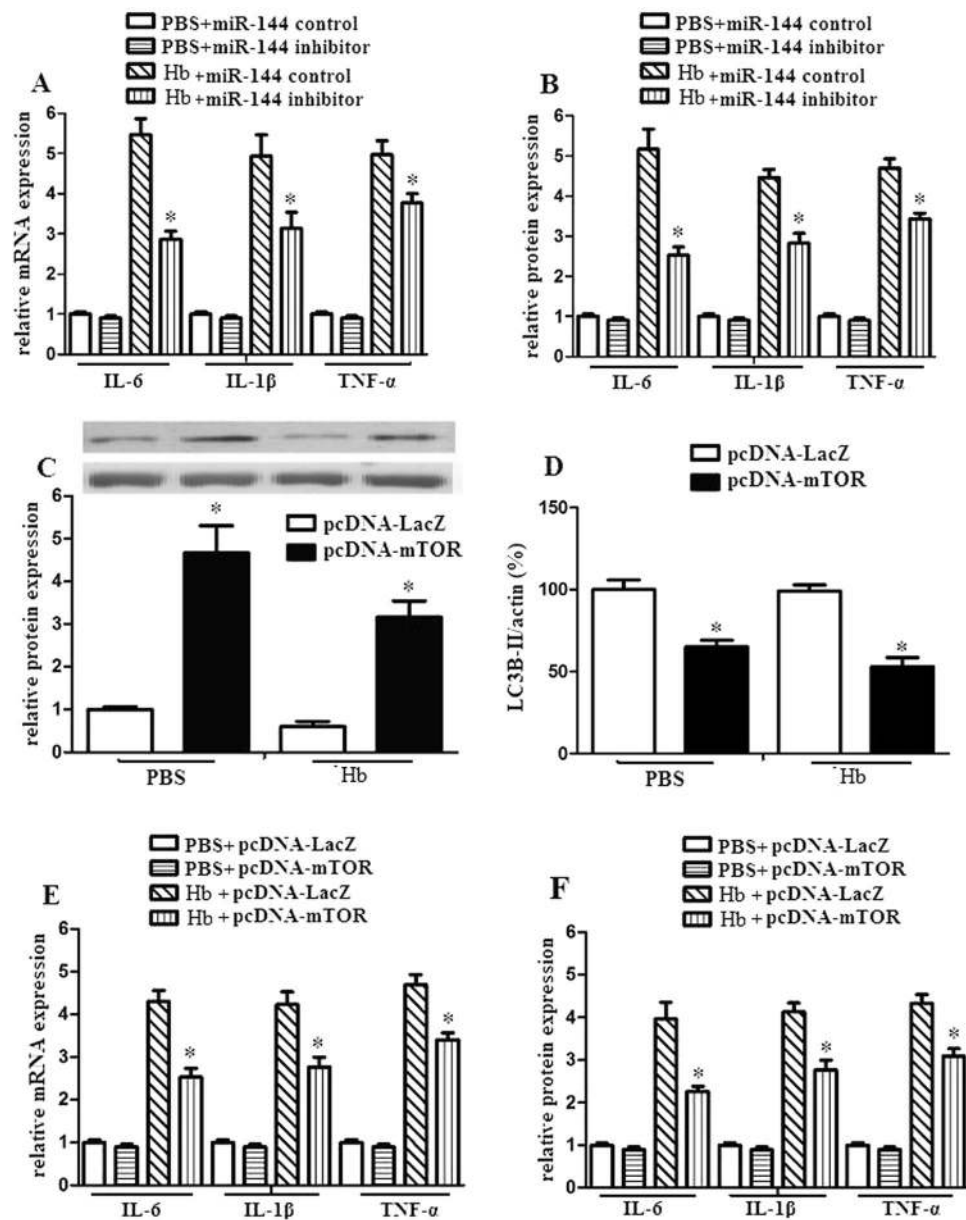 A
PBS+miR-144 control
PBS+miR-144 inhibitor
Hb +miR-144 control
Hb +miR-144 inhibitor
relative mRNA expression
6
5
4
3
2
1
0
*
*
*
IL-6
IL-1β
TNF-α
B
PBS+miR-144 control
PBS+miR-144 inhibitor
Hb +miR-144 control
Hb +miR-144 inhibitor
relative protein expression
6
5
4
3
2
1
0
*
*
*
IL-6
IL-1β
TNF-α
C
pcDNA-LacZ
pcDNA-mTOR
relative protein expression
6
5
4
3
2
1
0
*
*
PBS
Hb
D
pcDNA-LacZ
pcDNA-mTOR
LC3B-II/actin (%)
150
100
50
0
*
*
PBS
Hb
E
PBS+pcDNA-LacZ
PBS+pcDNA-mTOR
Hb +pcDNA-LacZ
Hb +pcDNA-mTOR
relative mRNA expression
6
5
4
3
2
1
0
*
*
*
IL-6
IL-1β
TNF-α
F
PBS+pcDNA-LacZ
PBS+pcDNA-mTOR
Hb +pcDNA-LacZ
Hb +pcDNA-mTOR
relative protein expression
6
5
4
3
2
1
0
*
*
*
IL-6
IL-1β
TNF-α